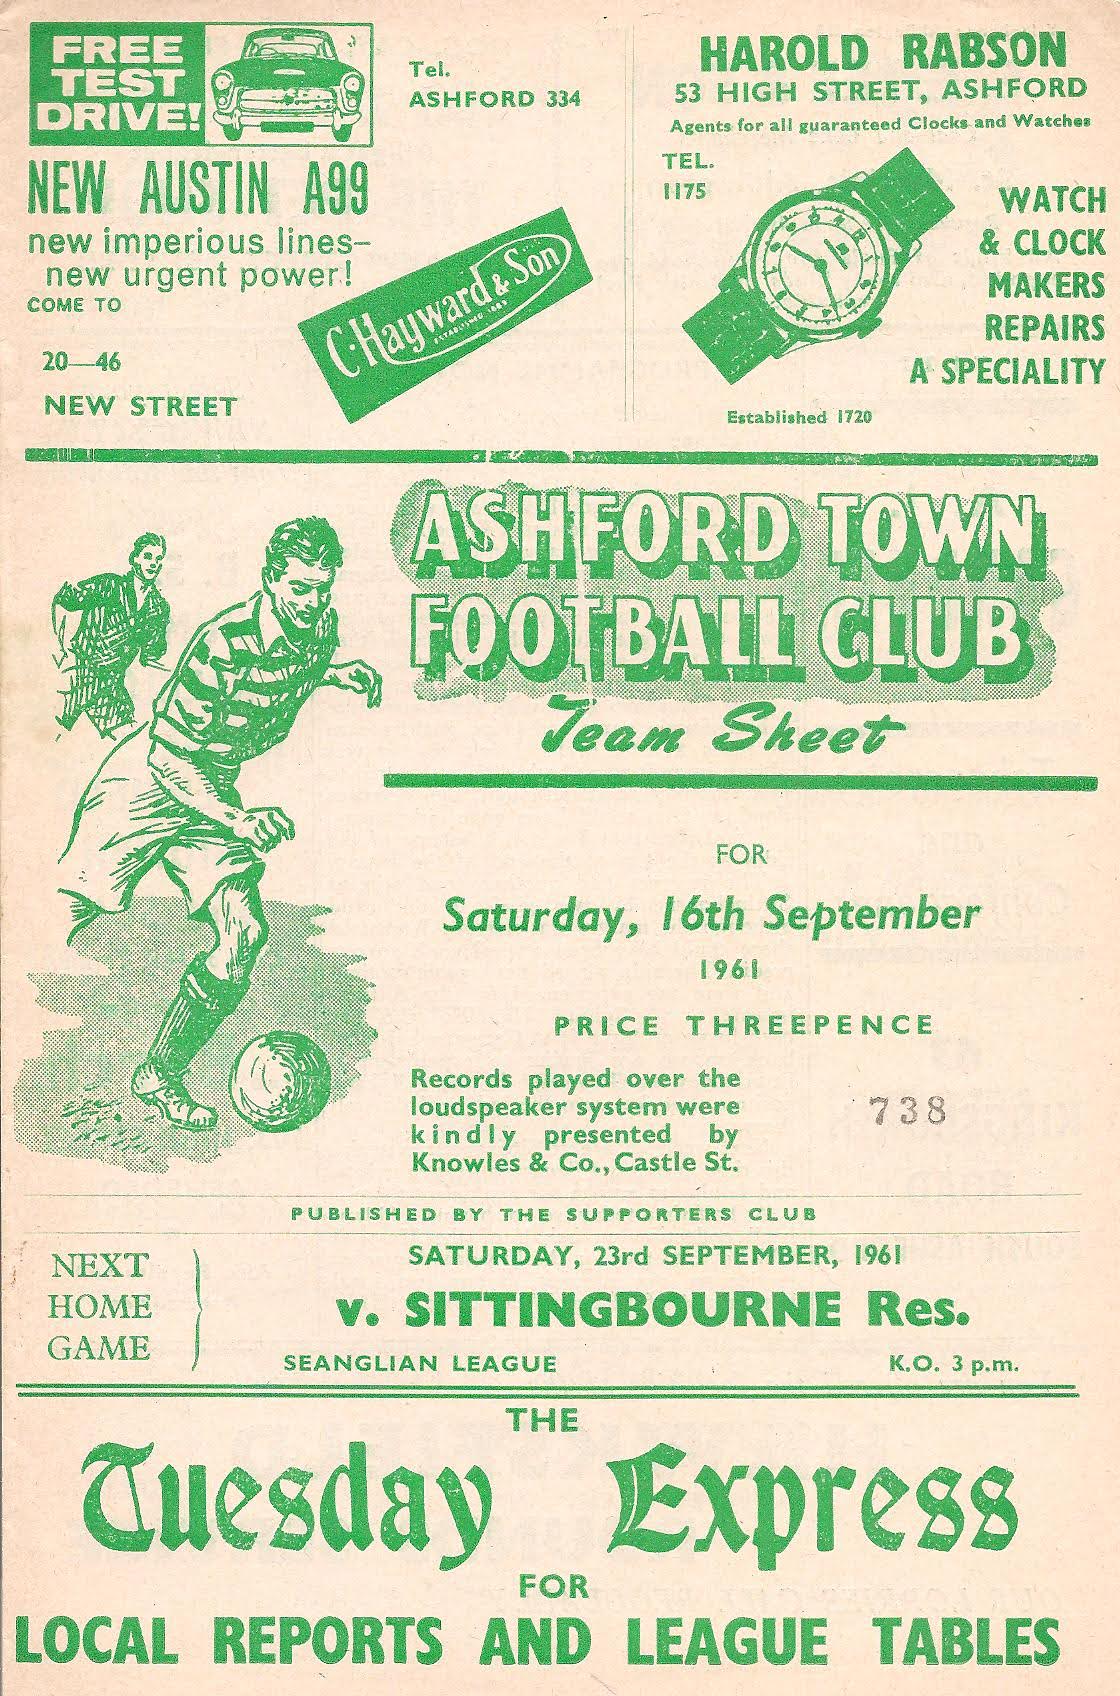 FREE
TEST
DRIVE!
NEW AUSTIN A99
new imperious lines–
new urgent power!
COME TO
20—46
NEW STREET
Tel.
ASHFORD 334
C. Hayward & Son
HAROLD RABSON
53 HIGH STREET, ASHFORD
Agents for all guaranteed Clocks and Watches
TEL.
1175
WATCH
& CLOCK
MAKERS
REPAIRS
A SPECIALITY
Established 1720
ASHFORD TOWN
FOOTBALL CLUB
Team Sheet
FOR
Saturday, 16th September
1961
PRICE THREEPENCE
Records played over the
loudspeaker system were
kindly presented by
Knowles & Co., Castle St.
738
PUBLISHED BY THE SUPPORTERS CLUB
NEXT
HOME
GAME
SATURDAY, 23rd SEPTEMBER, 1961
v. SITTINGBOURNE Res.
SEANGLIAN LEAGUE K.O. 3 p.m.
THE
Tuesday Express
FOR
LOCAL REPORTS AND LEAGUE TABLES